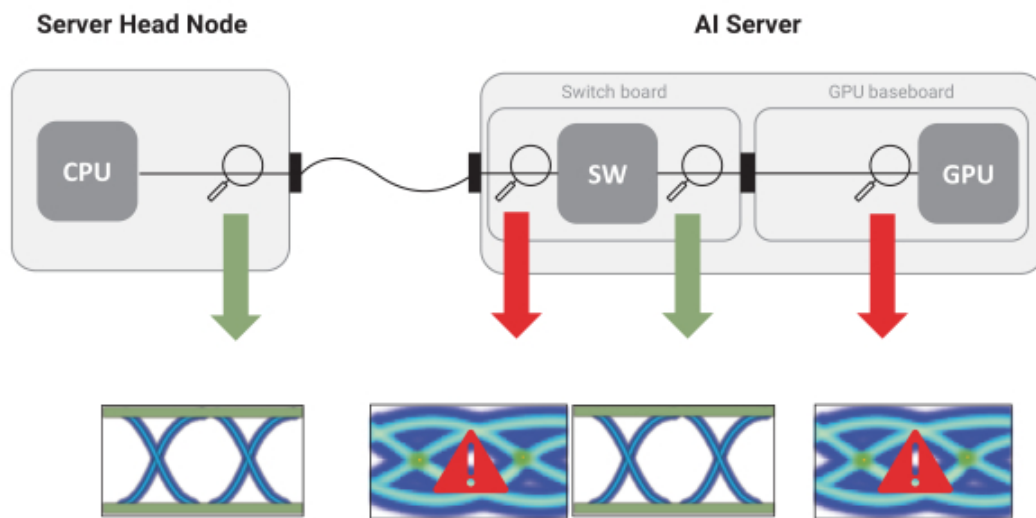 Server Head Node
AI Server
Switch board
GPU baseboard
CPU
SW
GPU